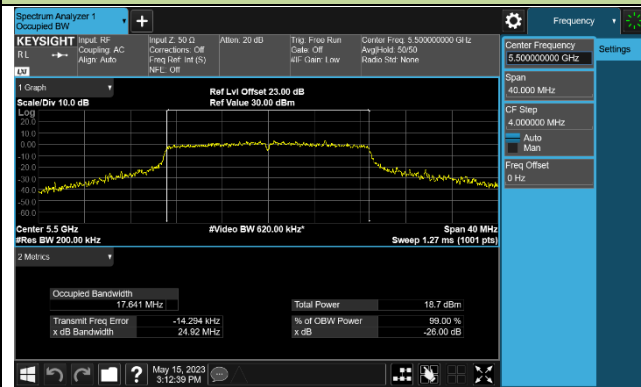 Spectrum Analyzer 1
Occupied BW
Frequency
KEYSIGHT
RL
LXI
Input: RF
Coupling: AC
Align: Auto
Input Z: 50 Ω
Corrections: Off
Freq Ref: Int (S)
NFE: Off
Atten: 20 dB
Trig: Free Run
Gate: Off
#IF Gain: Low
Center Freq: 5.500000000 GHz
Avg|Hold: 50/50
Radio Std: None
Center Frequency
5.500000000 GHz
Settings
Span
40.000 MHz
CF Step
4.000000 MHz
Auto
Man
Freq Offset
0 Hz
1 Graph
Scale/Div 10.0 dB
Ref Lvl Offset 23.00 dB
Ref Value 30.00 dBm
Log
20.0
10.0
0.0
-10.0
-20.0
-30.0
-40.0
-50.0
-60.0
Center 5.5 GHz
#Res BW 200.00 kHz
#Video BW 620.00 kHz*
Span 40 MHz
Sweep 1.27 ms (1001 pts)
2 Metrics
Occupied Bandwidth
17.641 MHz
Total Power 18.7 dBm
Transmit Freq Error -14.294 kHz
% of OBW Power 99.00 %
x dB Bandwidth 24.92 MHz
x dB -26.00 dB
?
May 15, 2023
3:12:39 PM